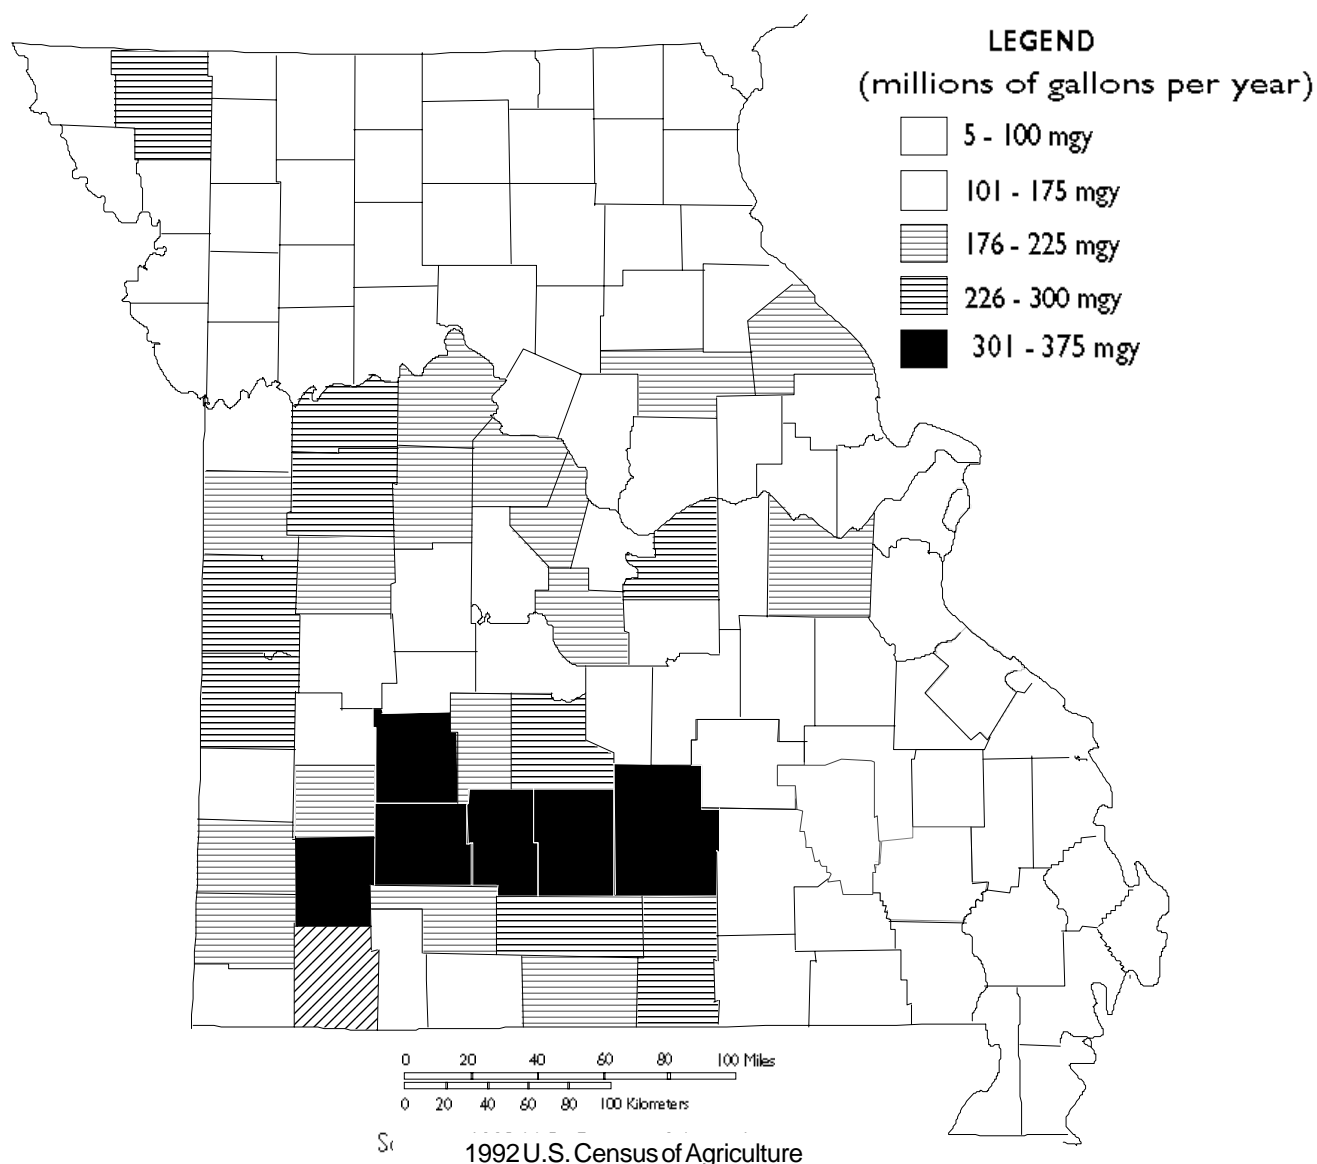 LEGEND
(millions of gallons per year)
5 - 100 mgy
101 - 175 mgy
176 - 225 mgy
226 - 300 mgy
301 - 375 mgy
0 20 40 60 80 100 Miles
0 20 40 60 80 100 Kilometers
1992 U.S. Census of Agriculture